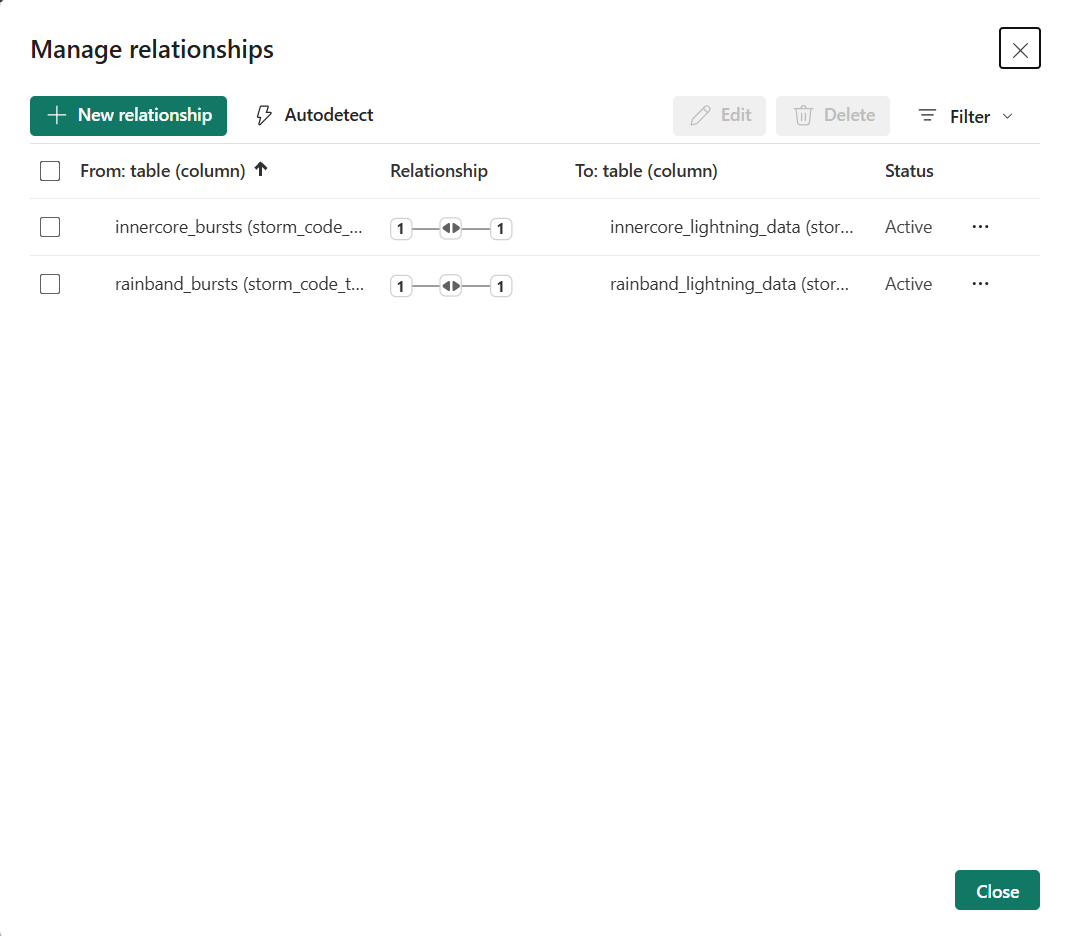 Manage relationships
New relationship Autodetect Edit Delete Filter
From: table (column) Relationship To: table (column) Status
innercore_bursts (storm_code_... 1 1 innercore_lightning_data (stor... Active ...
rainband_bursts (storm_code_t... 1 1 rainband_lightning_data (stor... Active ...
Close